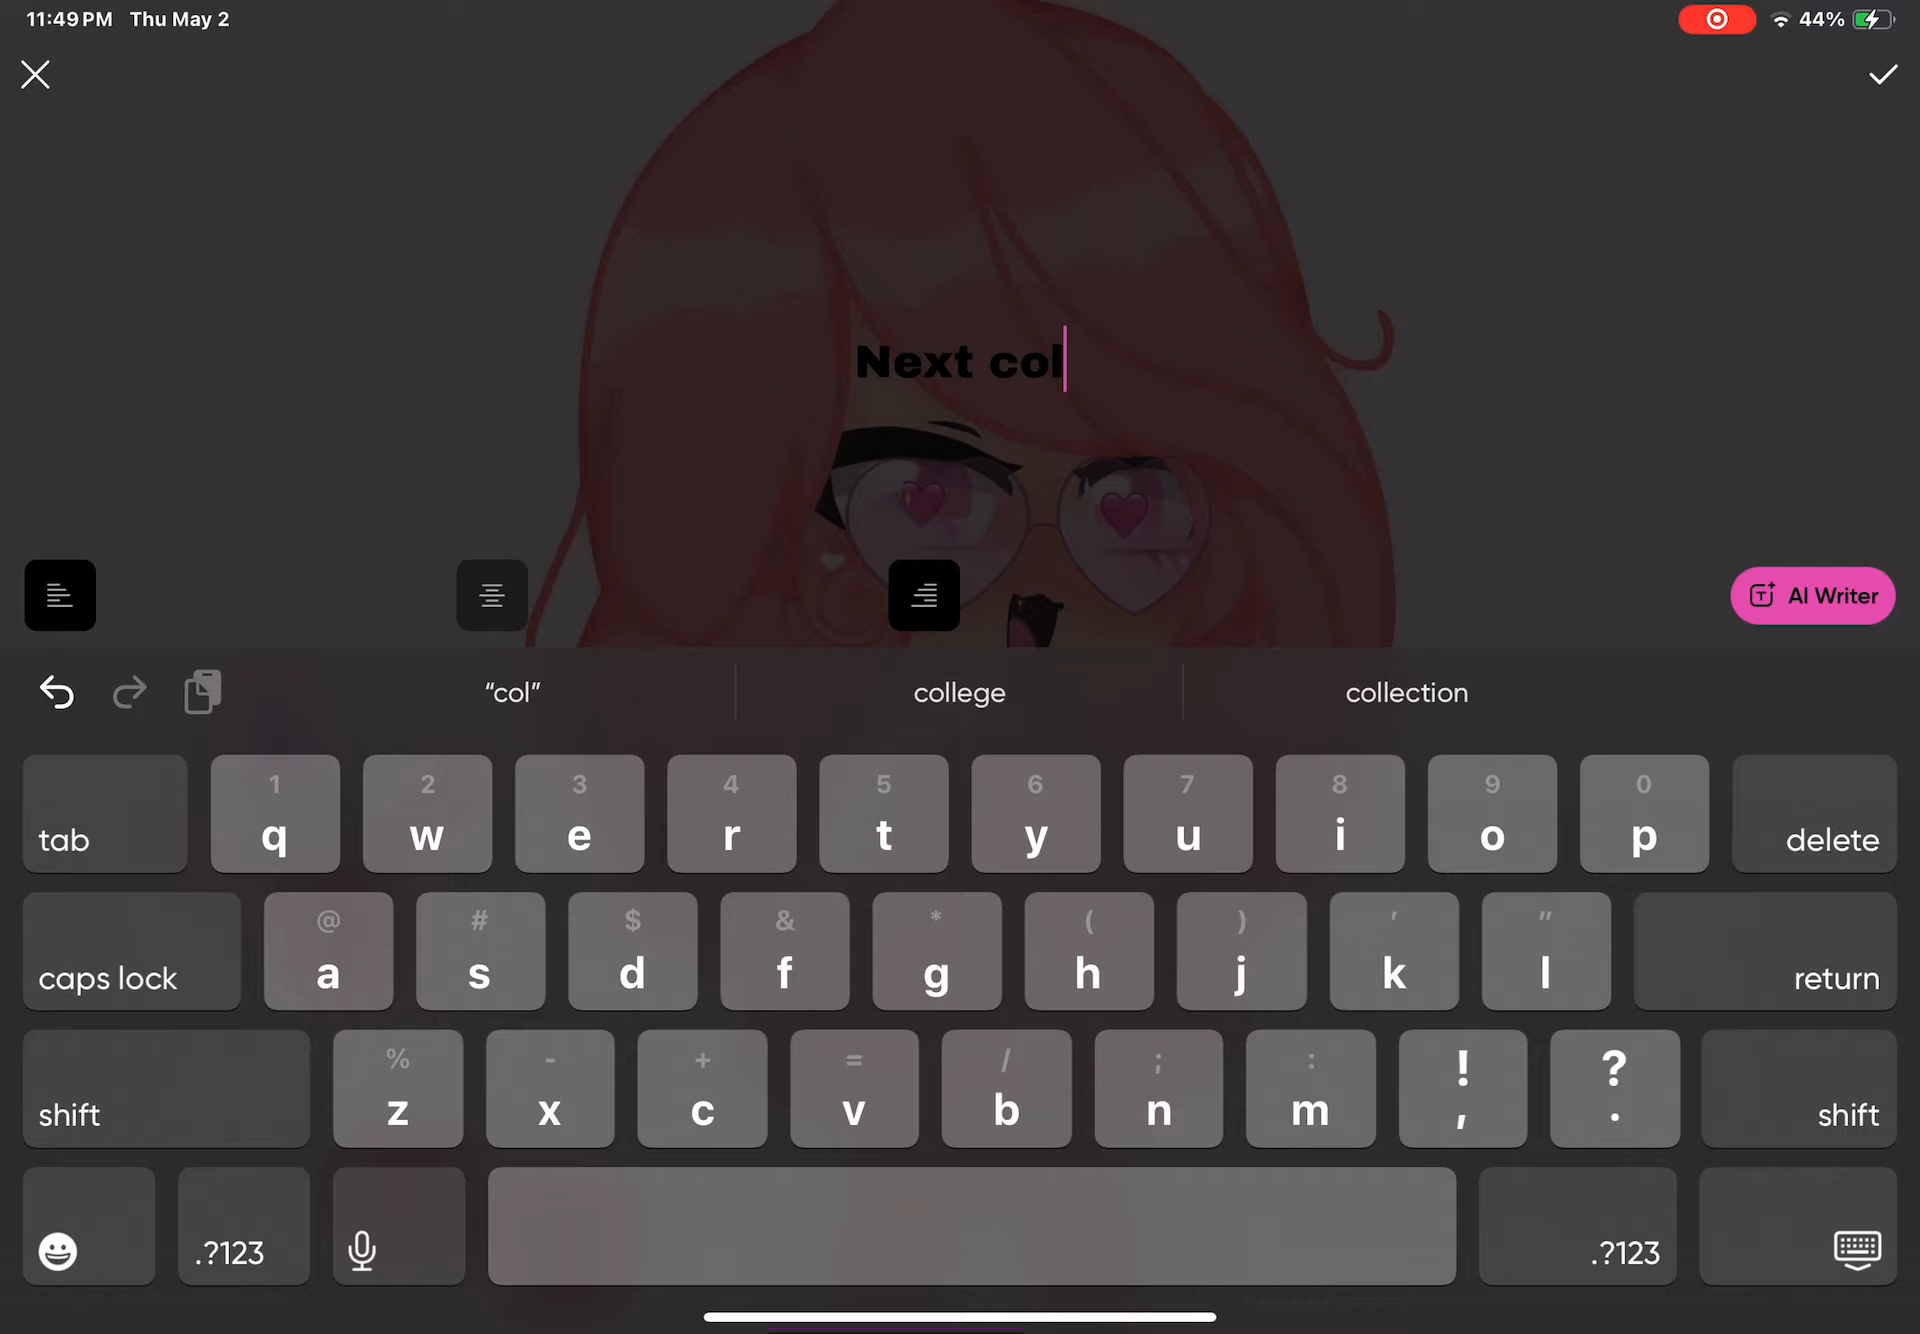 11:49 PM Thu May 2
44%
Next col
AI Writer
“col” college collection
1 2 3 4 5 6 7 8 9 0
tab q w e r t y u i o p delete
@ # $ & * ( ) ' "
caps lock a s d f g h j k l return
% - + = / ; : ! ?
shift z x c v b n m , . shift
.?123 .?123